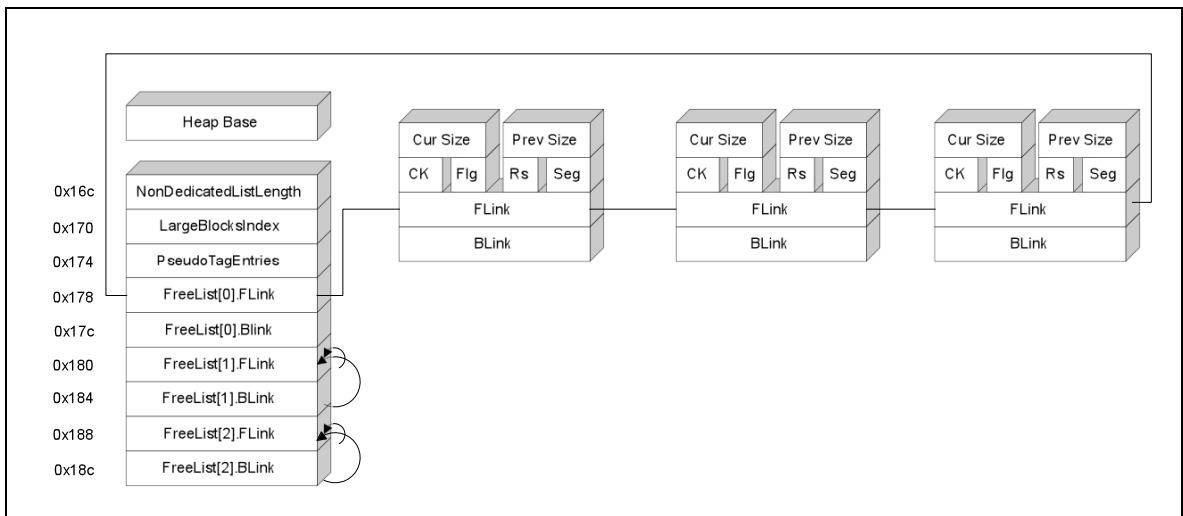 Heap Base
0x16c NonDedicatedListLength
0x170 LargeBlocksIndex
0x174 PseudoTagEntries
0x178 FreeList[0].FLink
0x17c FreeList[0].Blink
0x180 FreeList[1].FLink
0x184 FreeList[1].BLink
0x188 FreeList[2].FLink
0x18c FreeList[2].BLink
Cur Size Prev Size
CK Flg Rs Seg
FLink
BLink
Cur Size Prev Size
CK Flg Rs Seg
FLink
BLink
Cur Size Prev Size
CK Flg Rs Seg
FLink
BLink